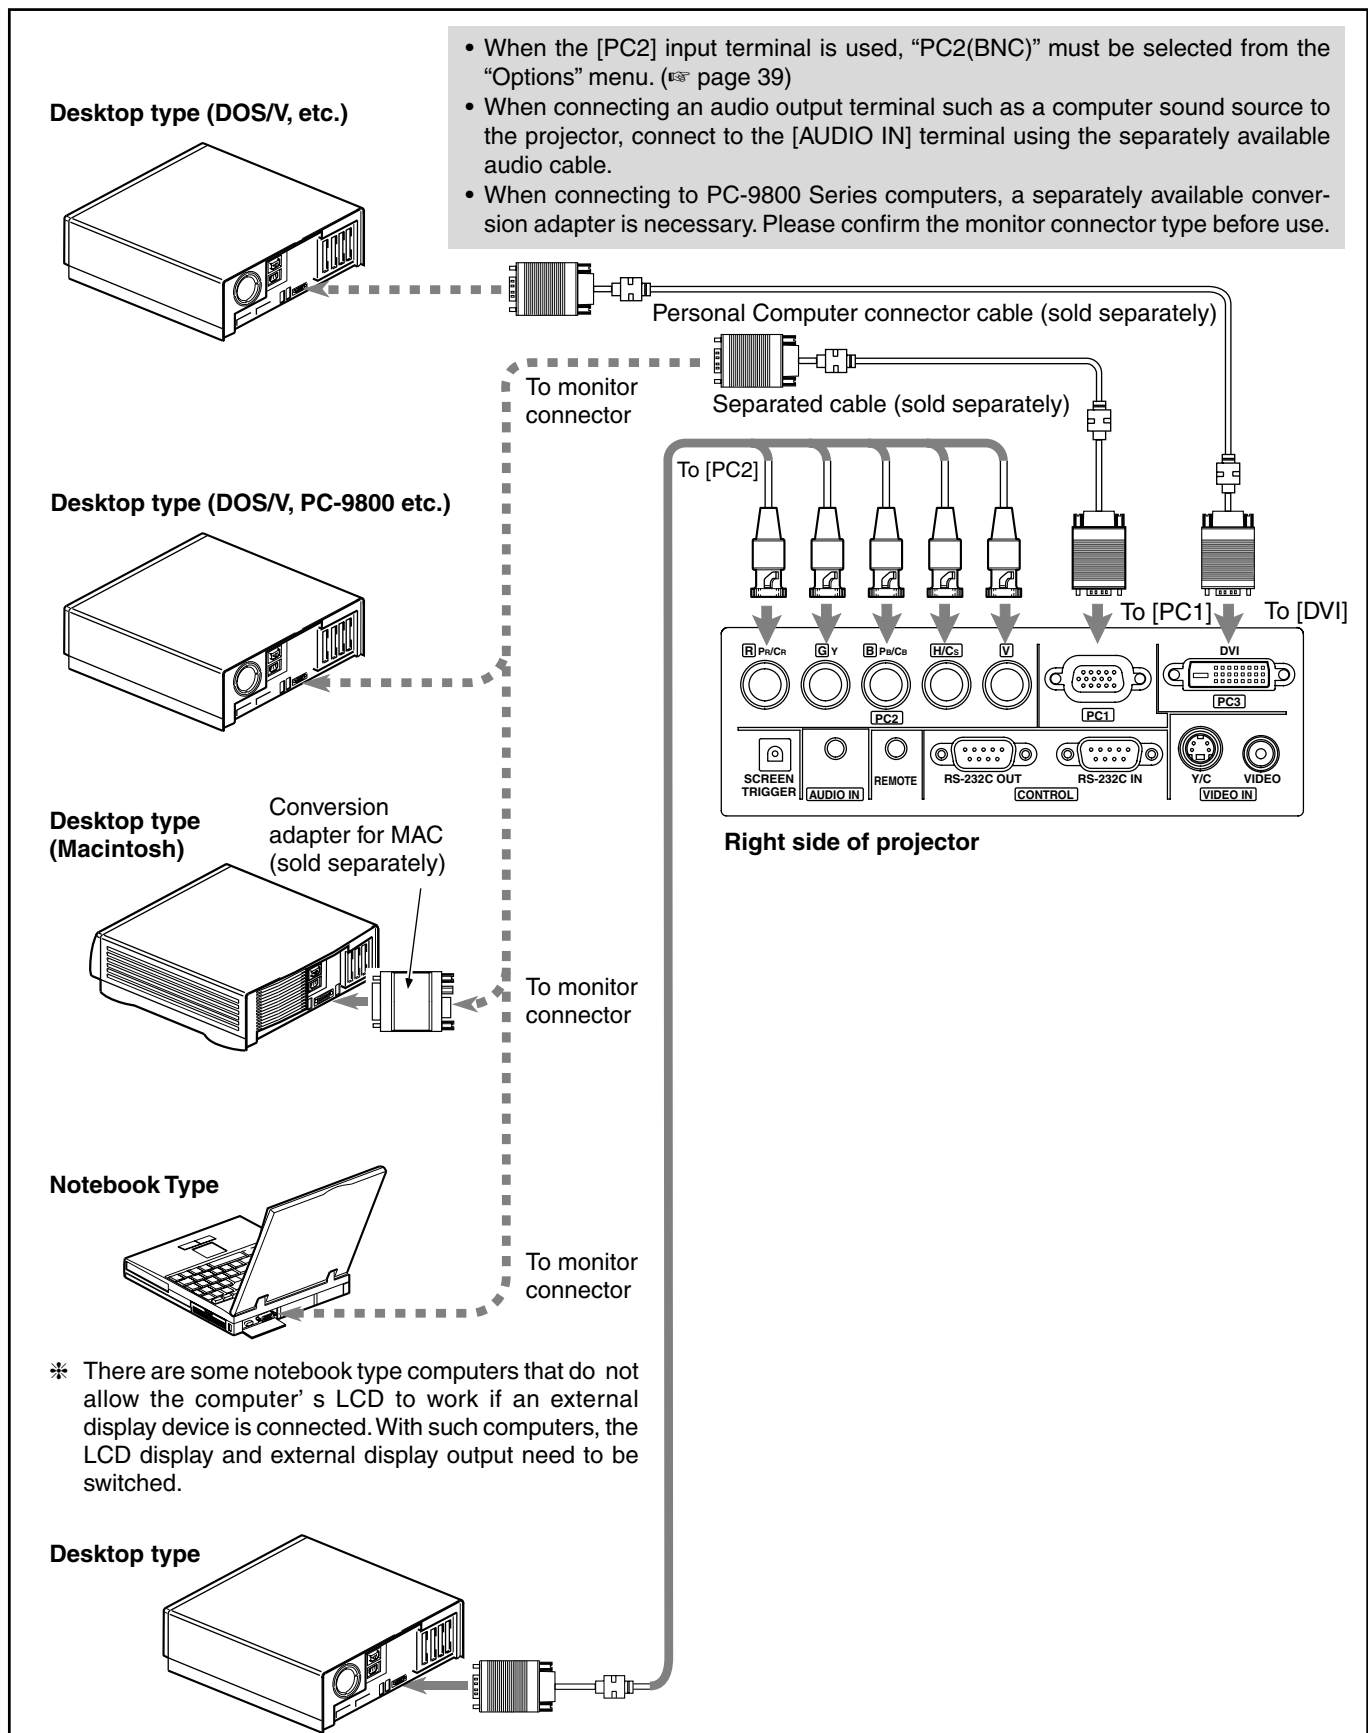 • When the [PC2] input terminal is used, “PC2(BNC)” must be selected from the
“Options” menu. (☞ page 39)
• When connecting an audio output terminal such as a computer sound source to
the projector, connect to the [AUDIO IN] terminal using the separately available
audio cable.
• When connecting to PC-9800 Series computers, a separately available conver-
sion adapter is necessary. Please confirm the monitor connector type before use.
Desktop type (DOS/V, etc.)
Personal Computer connector cable (sold separately)
To monitor
connector
Separated cable (sold separately)
To [PC2]
Desktop type (DOS/V, PC-9800 etc.)
To [PC1]
To [DVI]
R PR/CR
G Y
B PB/CB
H/CS
V
DVI
PC2
PC1
PC3
SCREEN
TRIGGER
AUDIO IN
REMOTE
RS-232C OUT
RS-232C IN
CONTROL
Y/C
VIDEO
VIDEO IN
Right side of projector
Desktop type
(Macintosh)
Conversion
adapter for MAC
(sold separately)
To monitor
connector
Notebook Type
To monitor
connector
❈ There are some notebook type computers that do not
allow the computer’ s LCD to work if an external
display device is connected. With such computers, the
LCD display and external display output need to be
switched.
Desktop type